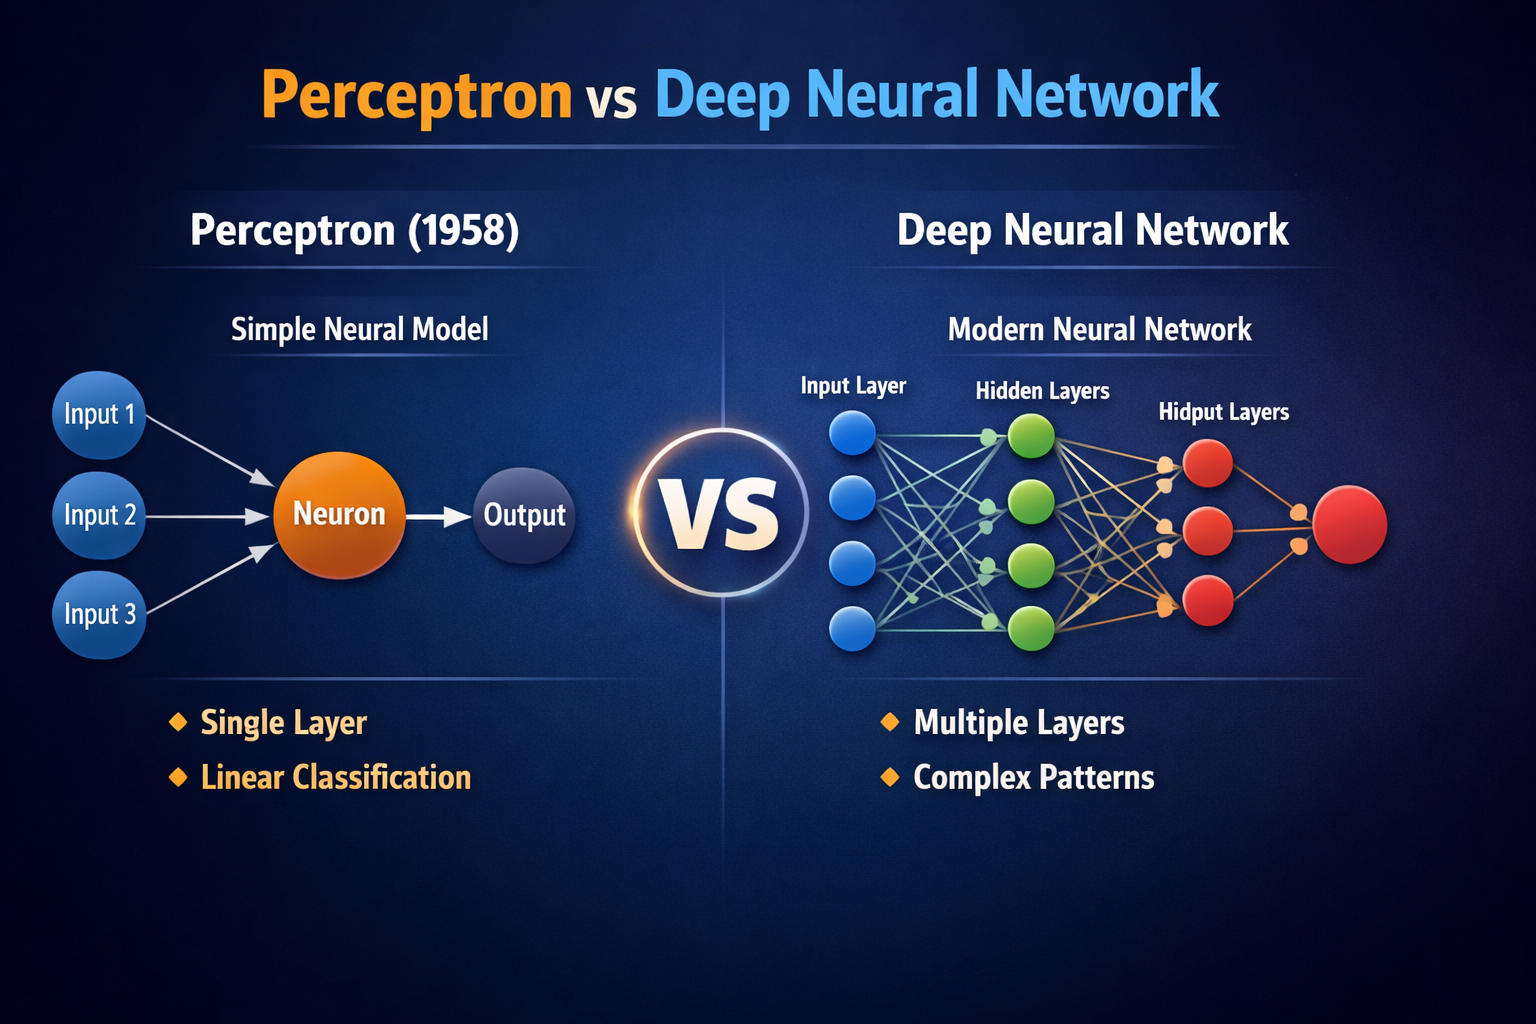 Perceptron vs Deep Neural Network
Perceptron (1958)
Simple Neural Model
Input 1
Input 2
Input 3
Neuron
Output
Single Layer
Linear Classification
VS
Deep Neural Network
Modern Neural Network
Input Layer
Hidden Layers
Hidput Layers
Multiple Layers
Complex Patterns